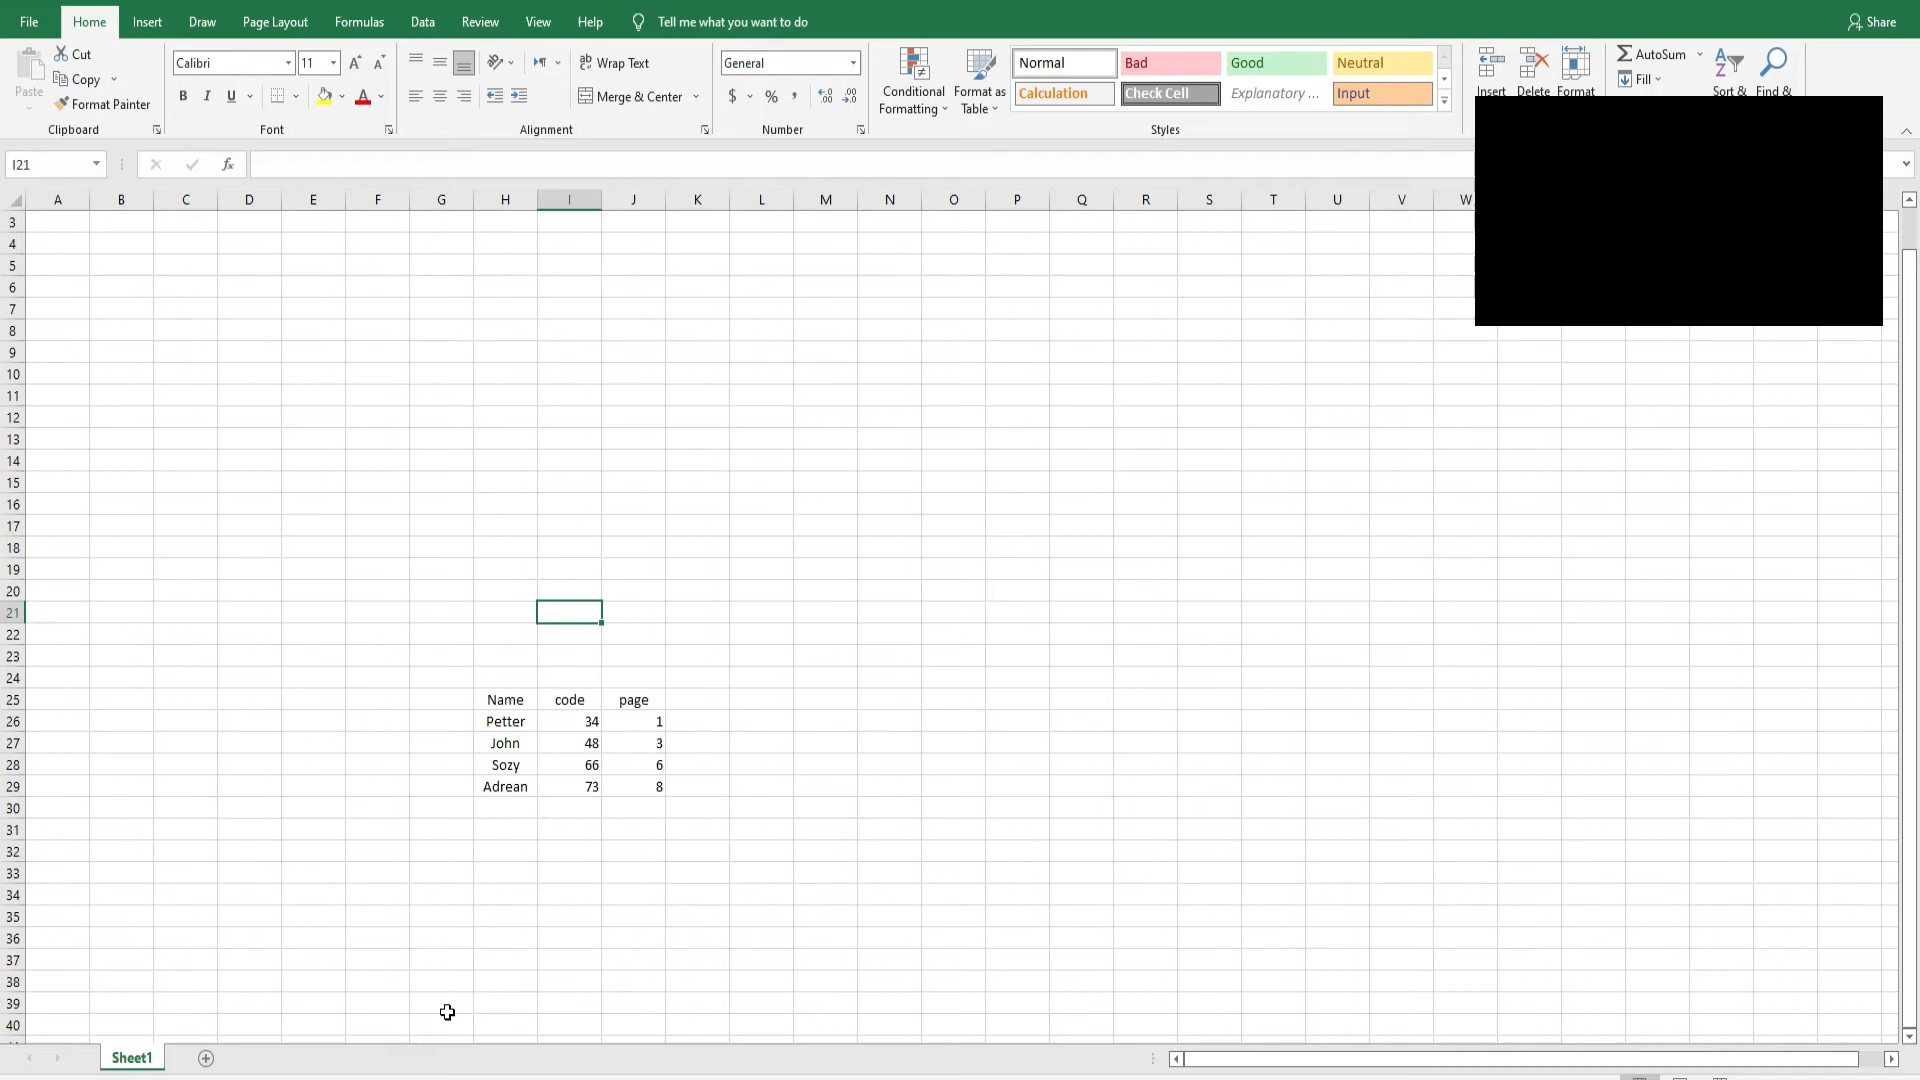 File Home Insert Draw Page Layout Formulas Data Review View Help Tell me what you want to do Share
Paste Cut Copy Format Painter Clipboard
Calibri 11 A A B I U A Font
ab Wrap Text Merge & Center Alignment
General $ % , Number
Conditional Formatting Format as Table
Normal Bad Good Neutral
Calculation Check Cell Explanatory ... Input
Styles
Insert Delete Format
AutoSum Fill Sort & Find &
I21 fx
A B C D E F G H I J K L M N O P Q R S T U V W
3
4
5
6
7
8
9
10
11
12
13
14
15
16
17
18
19
20
21
22
23
24
25 Name code page
26 Petter 34 1
27 John 48 3
28 Sozy 66 6
29 Adrean 73 8
30
31
32
33
34
35
36
37
38
39
40
Sheet1